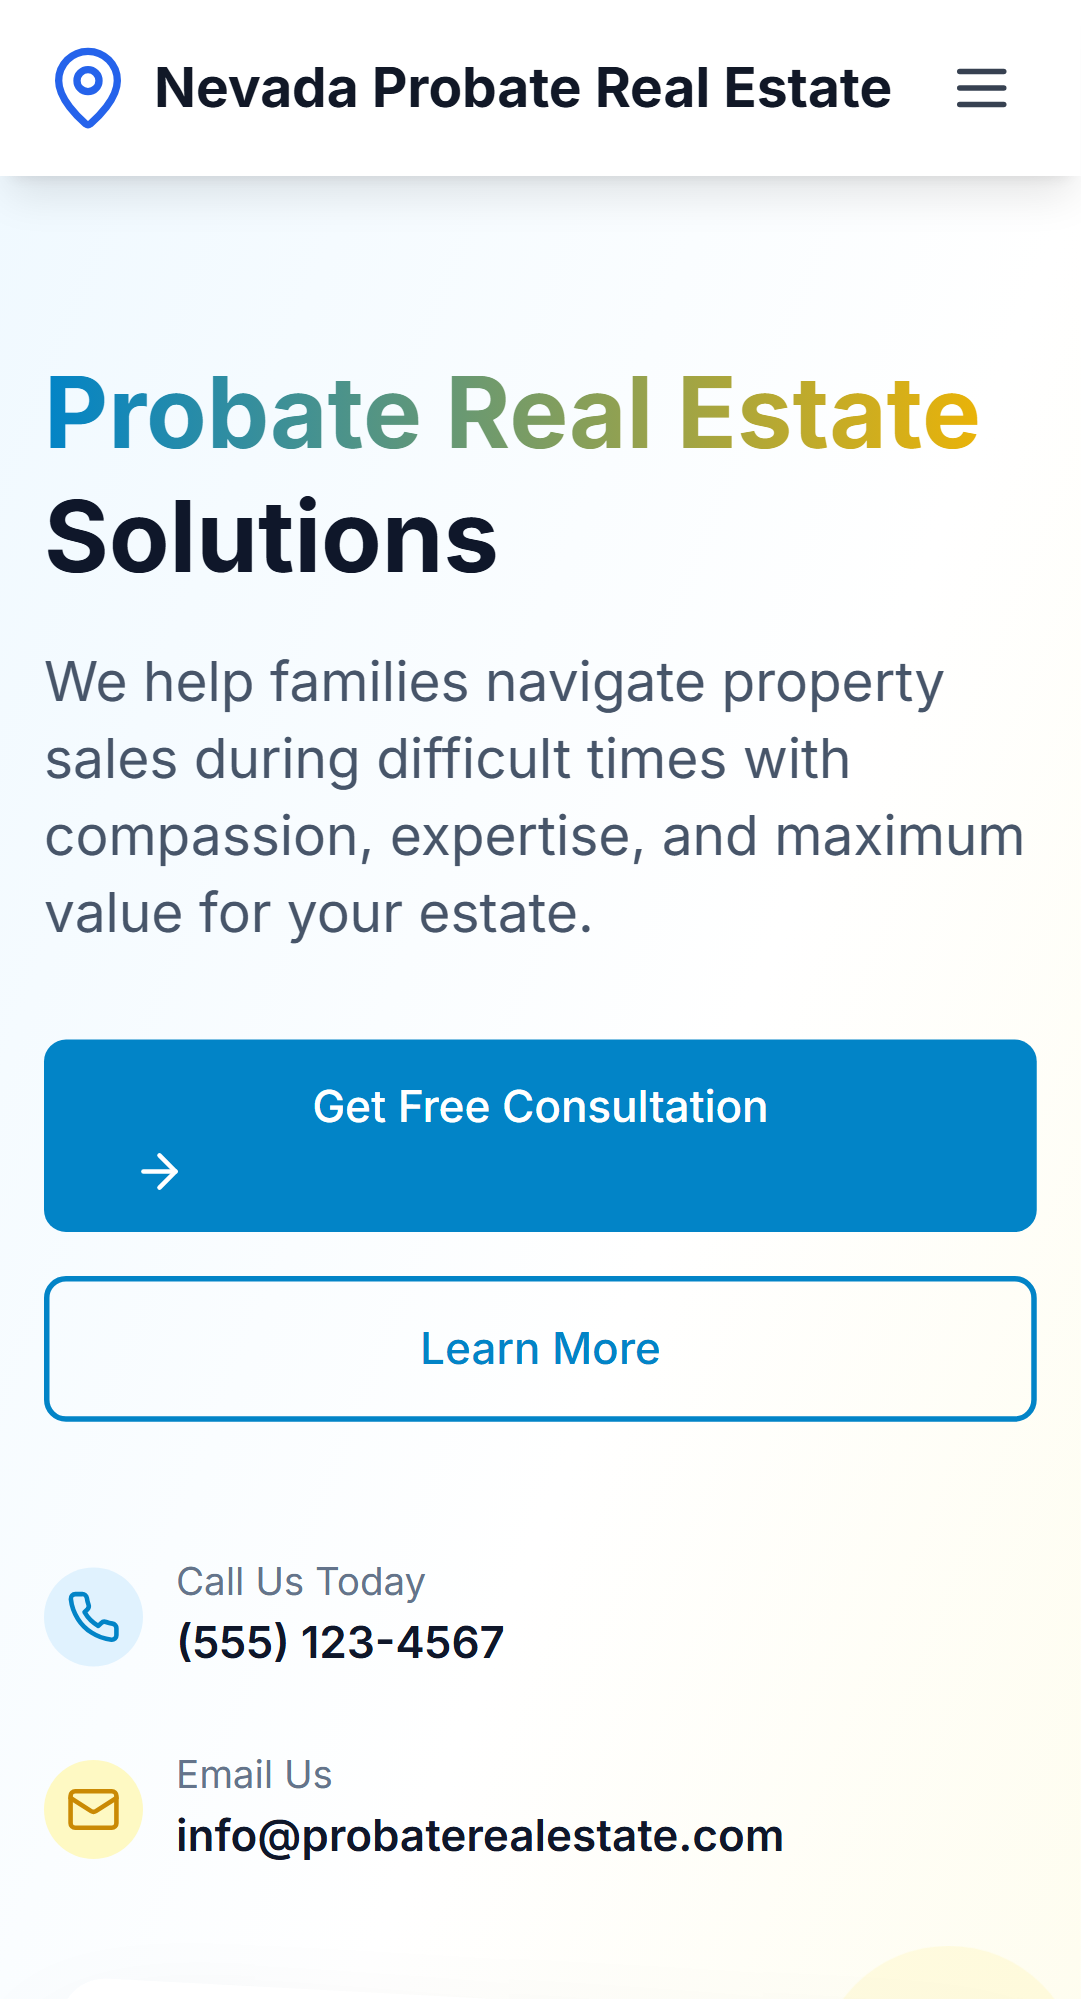 Nevada Probate Real Estate
Probate Real Estate
Solutions
We help families navigate property
sales during difficult times with
compassion, expertise, and maximum
value for your estate.
Get Free Consultation
Learn More
Call Us Today
(555) 123-4567
Email Us
info@probaterealestate.com